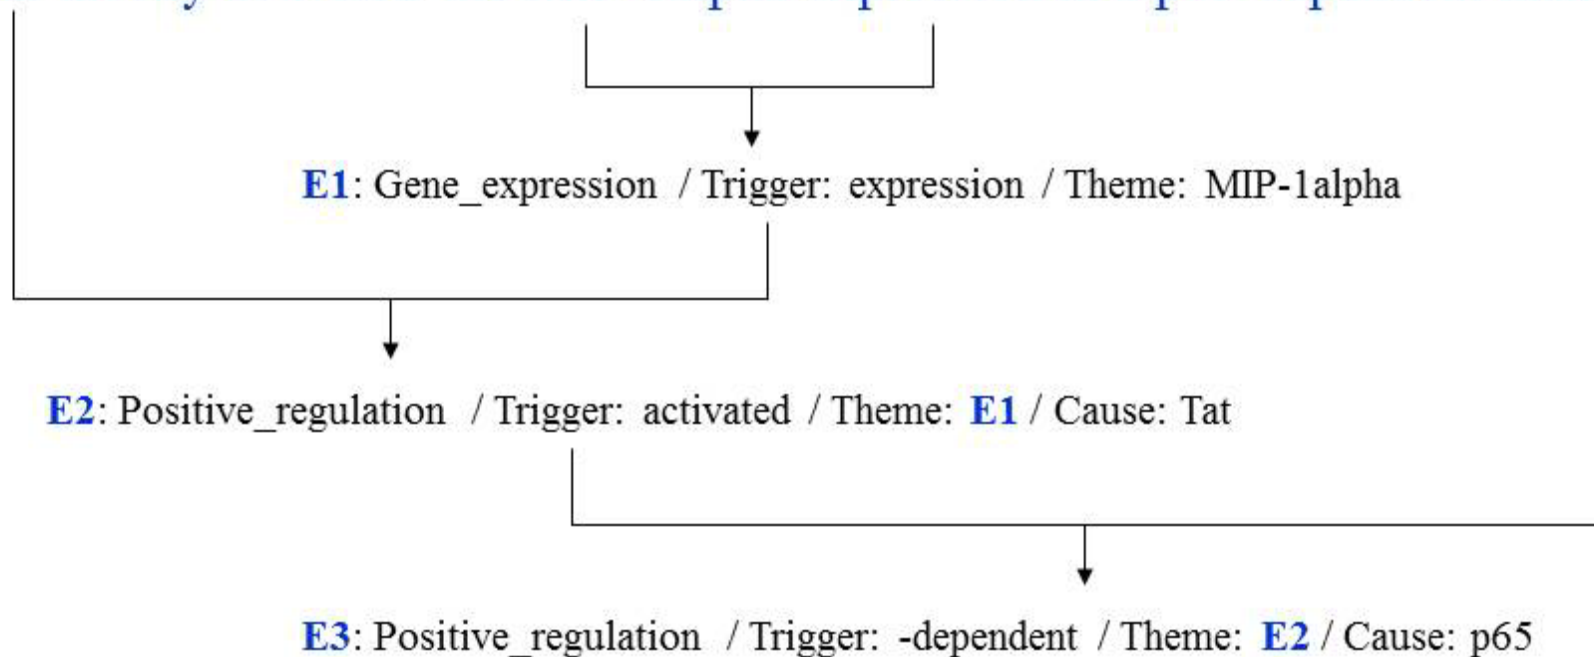 E1: Gene_expression / Trigger: expression / Theme: MIP-1alpha
E2: Positive_regulation / Trigger: activated / Theme: E1 / Cause: Tat
E3: Positive_regulation / Trigger: -dependent / Theme: E2 / Cause: p65